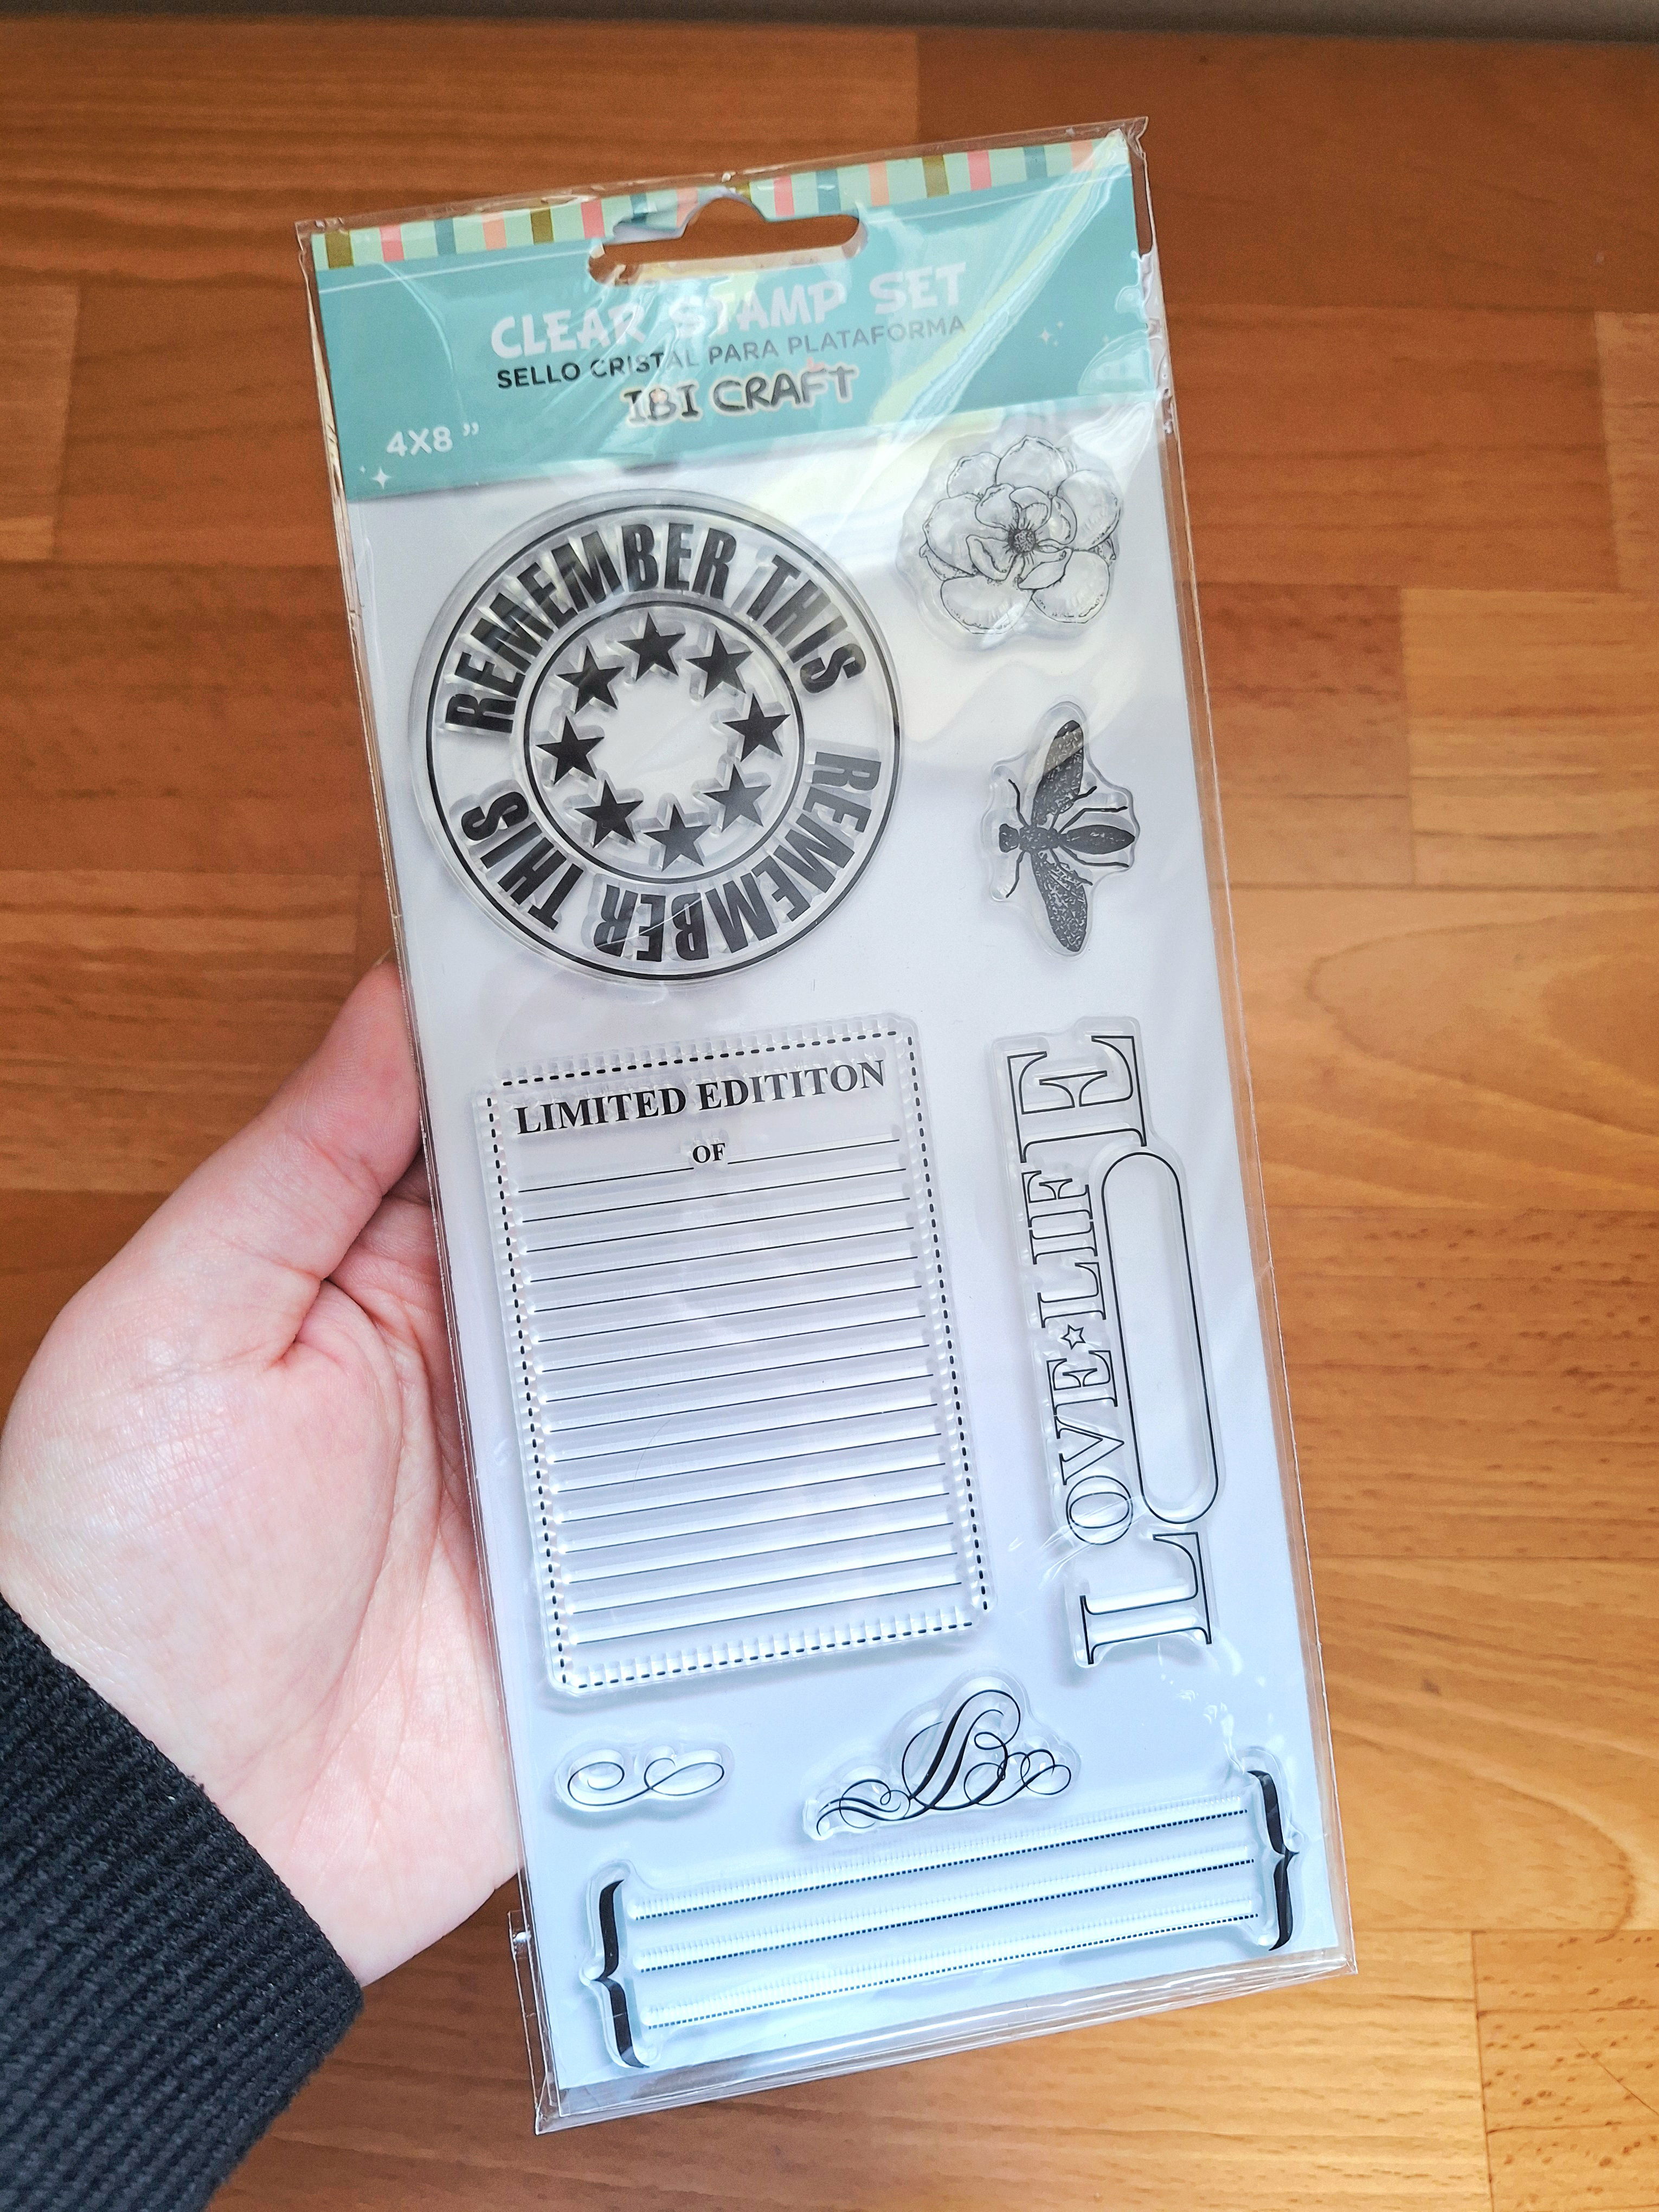 CLEAR STAMP SET
SELLO CRISTAL PARA PLATAFORMA
IBI CRAFT
4X8 ”
REMEMBER THIS
REMEMBER THIS
LIMITED EDITITON
OF
LOVE LIFE